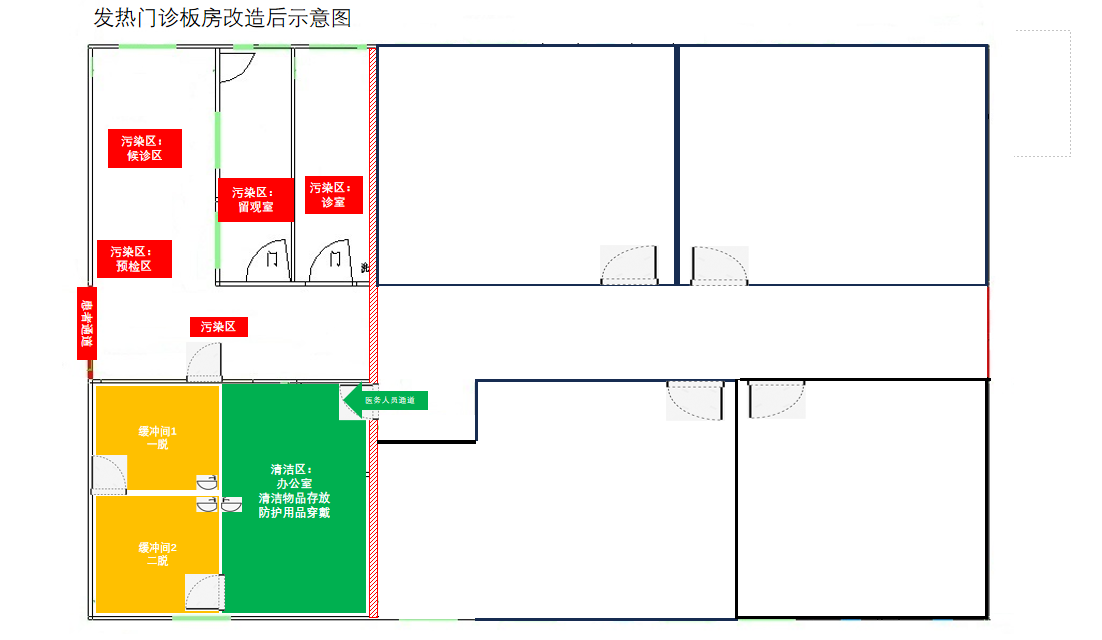 发热门诊板房改造后示意图
污染区：
候诊区
污染区：
留观室
污染区：
诊室
污染区：
预检区
患者通道
污染区
医务人员通道
缓冲间1
一脱
清洁区：
办公室
清洁物品存放
防护用品穿戴
缓冲间2
二脱